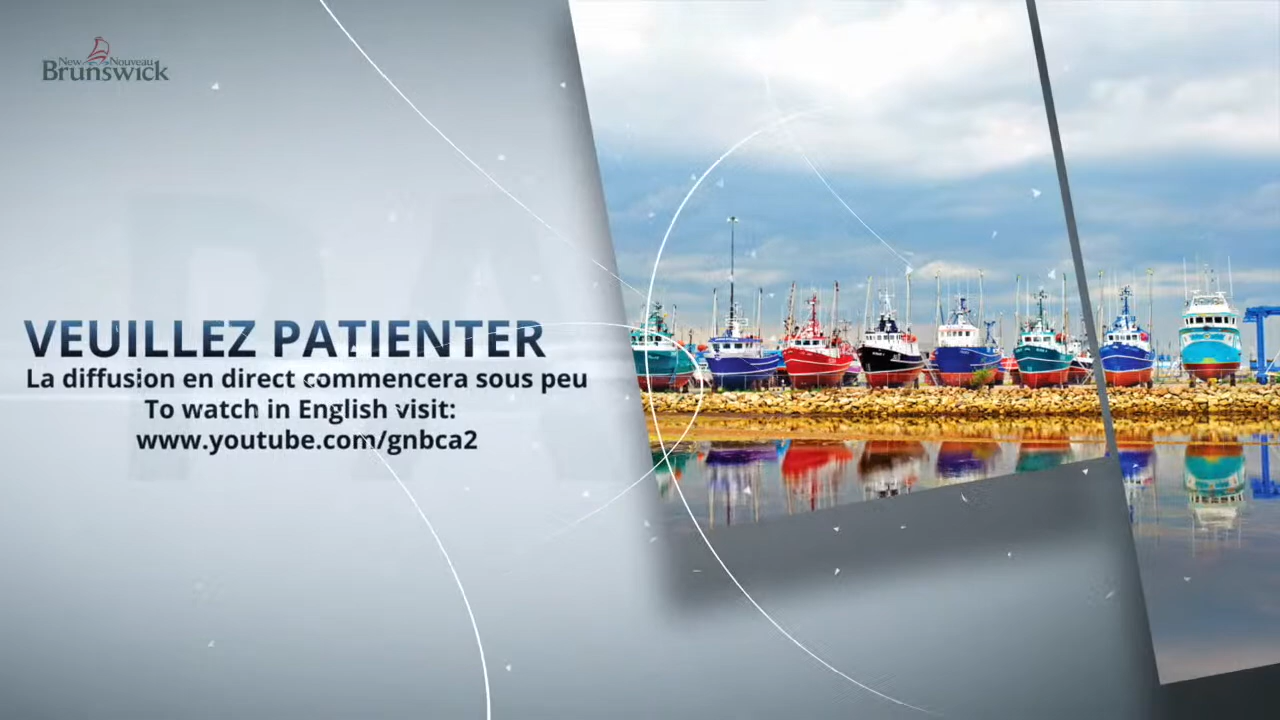 New Nouveau
Brunswick
VEUILLEZ PATIENTER
La diffusion en direct commencera sous peu
To watch in English visit:
www.youtube.com/gnbca2